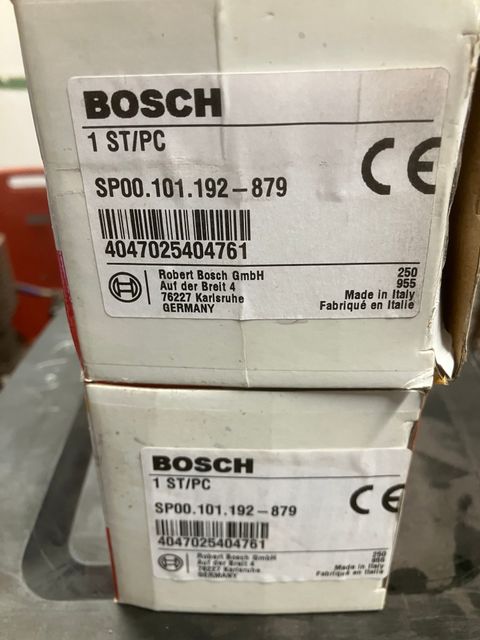 BOSCH
1 ST/PC
CE
SP00.101.192-879
4047025404761
Robert Bosch GmbH
Auf der Breit 4
76227 Karlsruhe
GERMANY
250
955
Made in Italy
Fabriqué en Italie
BOSCH
1 ST/PC
CE
SP00.101.192-879
4047025404761
Robert Bosch GmbH
Auf der Breit 4
76227 Karlsruhe
GERMANY
250
955
Made in Italy
Fabriqué en Italie